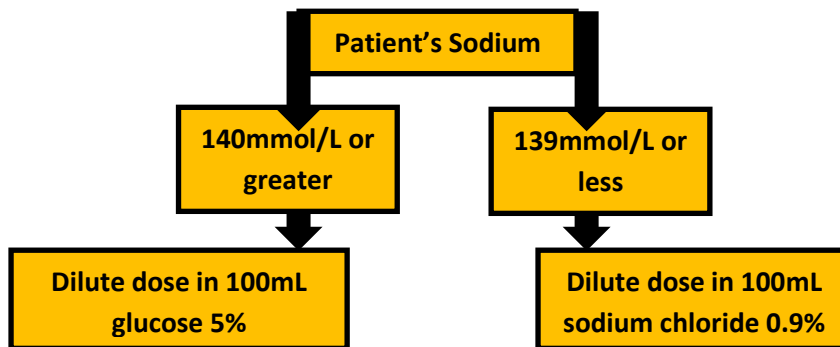 Patient’s Sodium
140mmol/L or
greater
139mmol/L or
less
Dilute dose in 100mL
glucose 5%
Dilute dose in 100mL
sodium chloride 0.9%